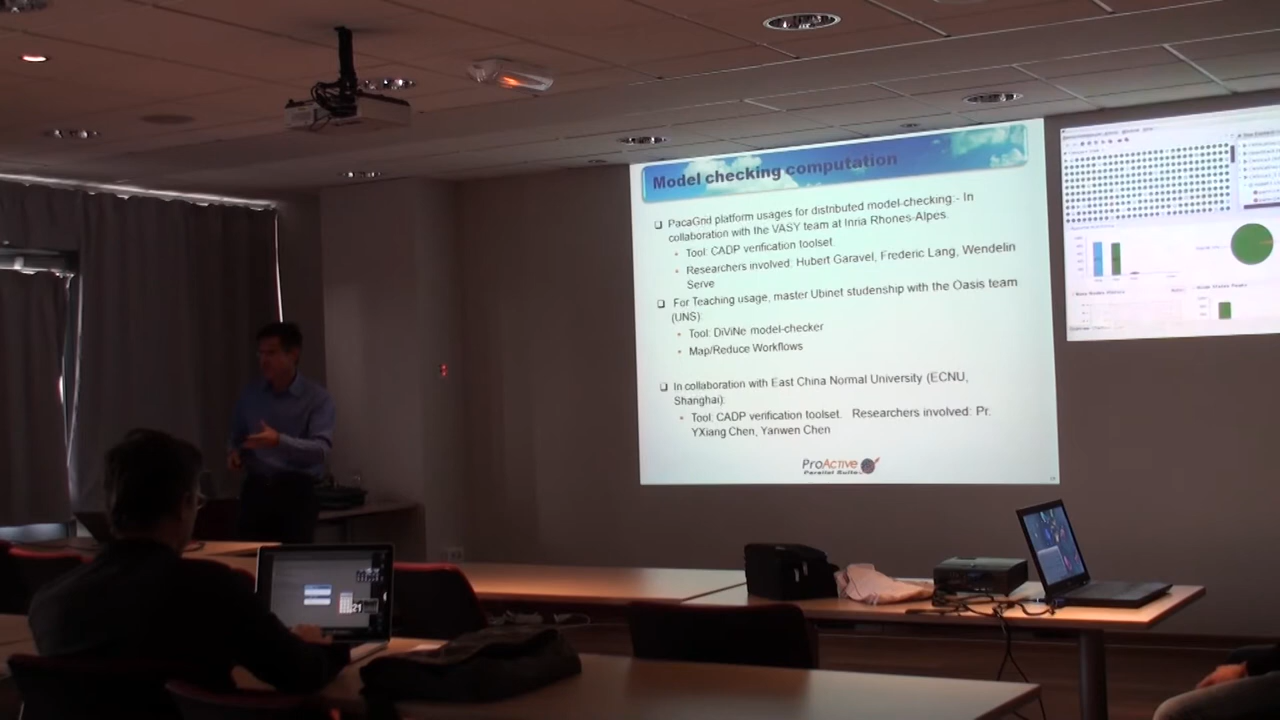 Model checking computation
❑ PacaGrid platform usages for distributed model-checking:- In
collaboration with the VASY team at Inria Rhones-Alpes.
• Tool: CADP verification toolset.
• Researchers involved: Hubert Garavel, Frederic Lang, Wendelin
Serve
❑ For Teaching usage, master Ubinet studenship with the Oasis team
(UNS):
• Tool: DiViNe model-checker
• Map/Reduce Workflows
❑ In collaboration with East China Normal University (ECNU,
Shanghai):
• Tool: CADP verification toolset. Researchers involved: Pr.
YXiang Chen, Yanwen Chen
ProActive
Parallel Suite
21